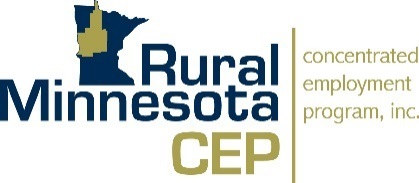 Rural
Minnesota
CEP
concentrated
employment
program, inc.